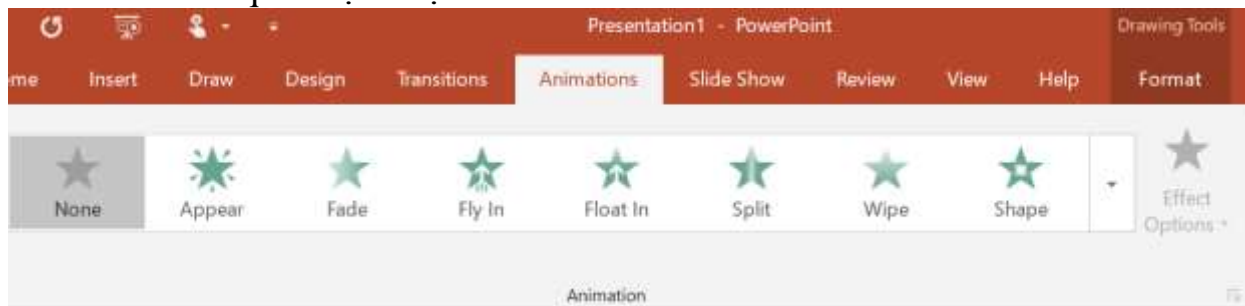 Presentation1 - PowerPoint Drawing Tools
Insert Draw Design Transitions Animations Slide Show Review View Help Format
None Appear Fade Fly In Float In Split Wipe Shape Effect Options
Animation